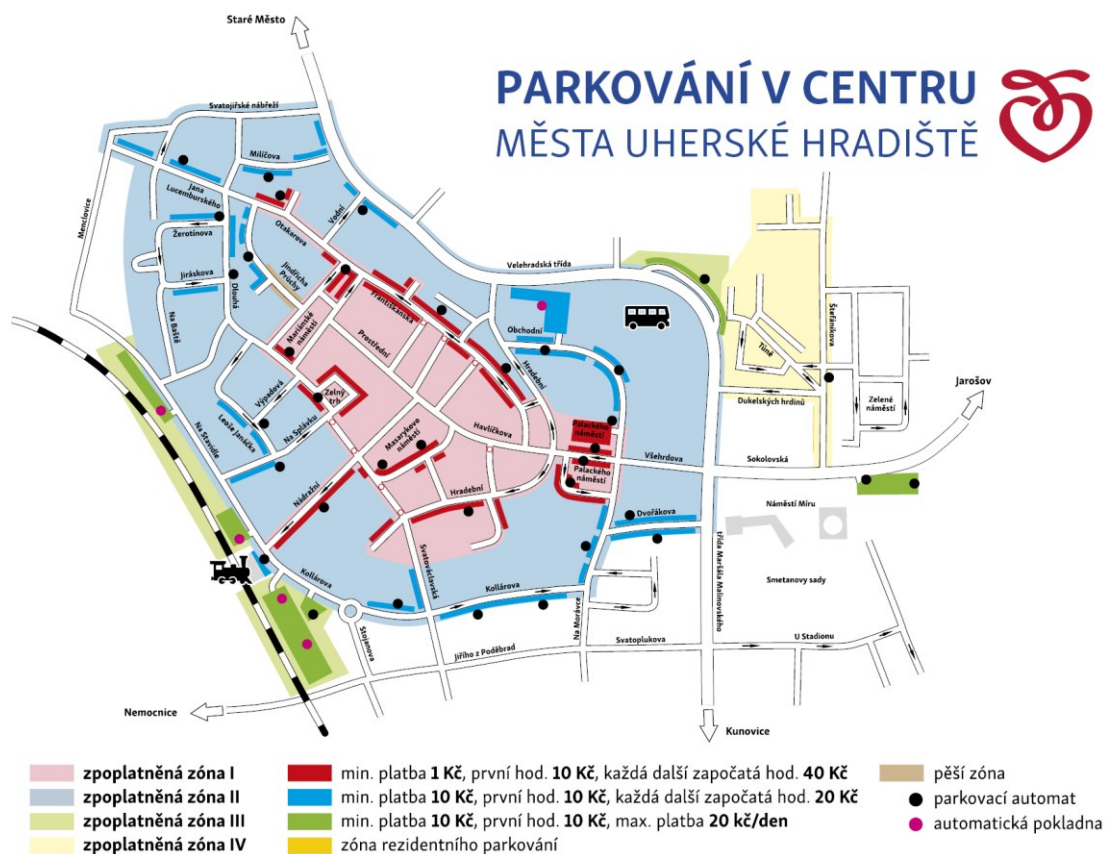 Staré Město
PARKOVÁNÍ V CENTRU
MĚSTA UHERSKÉ HRADIŠTĚ
Svatojiřské nábřeží
Milíčova
Jana
Lucemburského
Menclovice
Otakarova
Vodní
Žerotínova
Velehradská třída
Jindřicha
Průchy
Jiráskova
Dlouhá
Františkánská
Štefánikova
Na Baště
Mariánské
náměstí
Prostřední
Obchodní
Tůně
Hradební
Zelný
trh
Výpadová
Dukelských hrdinů
Jarošov
Zelené
náměstí
Leoše Janáčka
Na Splávku
Masarykova
náměstí
Havlíčkova
Palackého
náměstí
Na Stavidle
Všehrdova
Sokolovská
Palackého
náměstí
Nádražní
Hradební
Náměstí Míru
Dvořákova
třída Maršála Malinovského
Svatováclavská
Kollárova
Kollárova
Smetanovy sady
Na Morávce
Stojanova
Svatoplukova
U Stadionu
Jiřího z Poděbrad
Nemocnice
Kunovice
zpoplatněná zóna I
min. platba 1 Kč, první hod. 10 Kč, každá další započatá hod. 40 Kč
pěší zóna
zpoplatněná zóna II
min. platba 10 Kč, první hod. 10 Kč, každá další započatá hod. 20 Kč
parkovací automat
zpoplatněná zóna III
min. platba 10 Kč, první hod. 10 Kč, max. platba 20 kč/den
automatická pokladna
zpoplatněná zóna IV
zóna rezidentního parkování